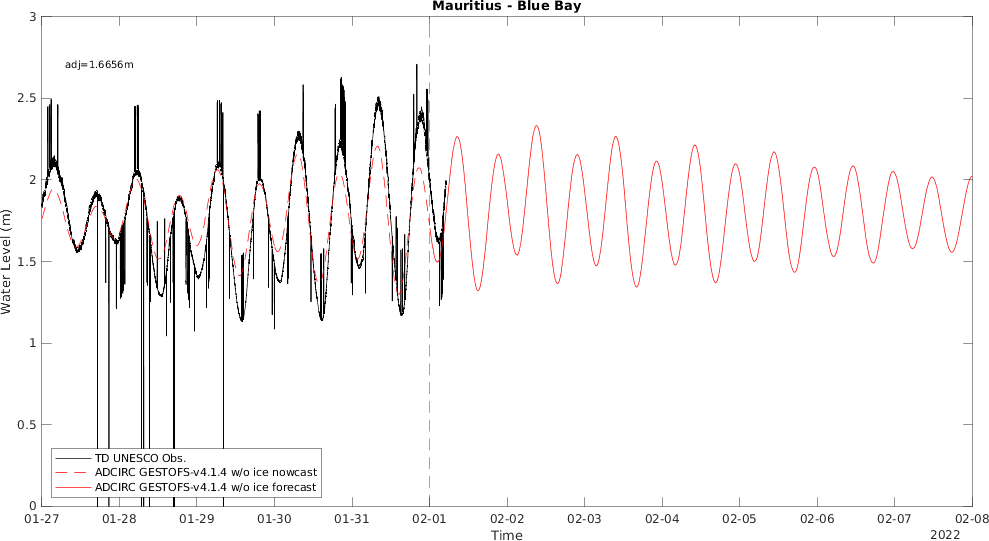 Mauritius - Blue Bay
adj=1.6656m
3
2.5
2
1.5
1
0.5
0
Water Level (m)
TD UNESCO Obs.
ADCIRC GESTOFS-v4.1.4 w/o ice nowcast
ADCIRC GESTOFS-v4.1.4 w/o ice forecast
01-27 01-28 01-29 01-30 01-31 02-01 02-02 02-03 02-04 02-05 02-06 02-07 02-08
Time
2022